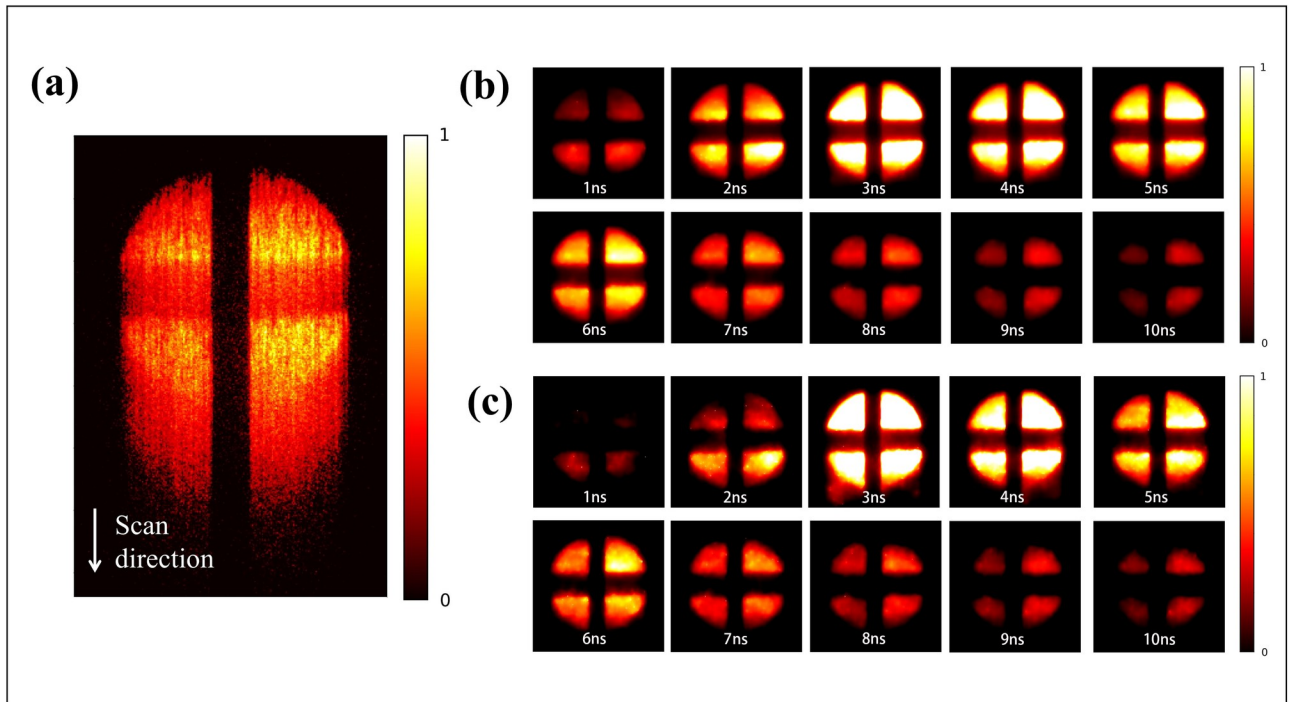 (a)
1
0
Scan
direction
(b)
1ns
2ns
3ns
4ns
5ns
6ns
7ns
8ns
9ns
10ns
1
0
(c)
1ns
2ns
3ns
4ns
5ns
6ns
7ns
8ns
9ns
10ns
1
0